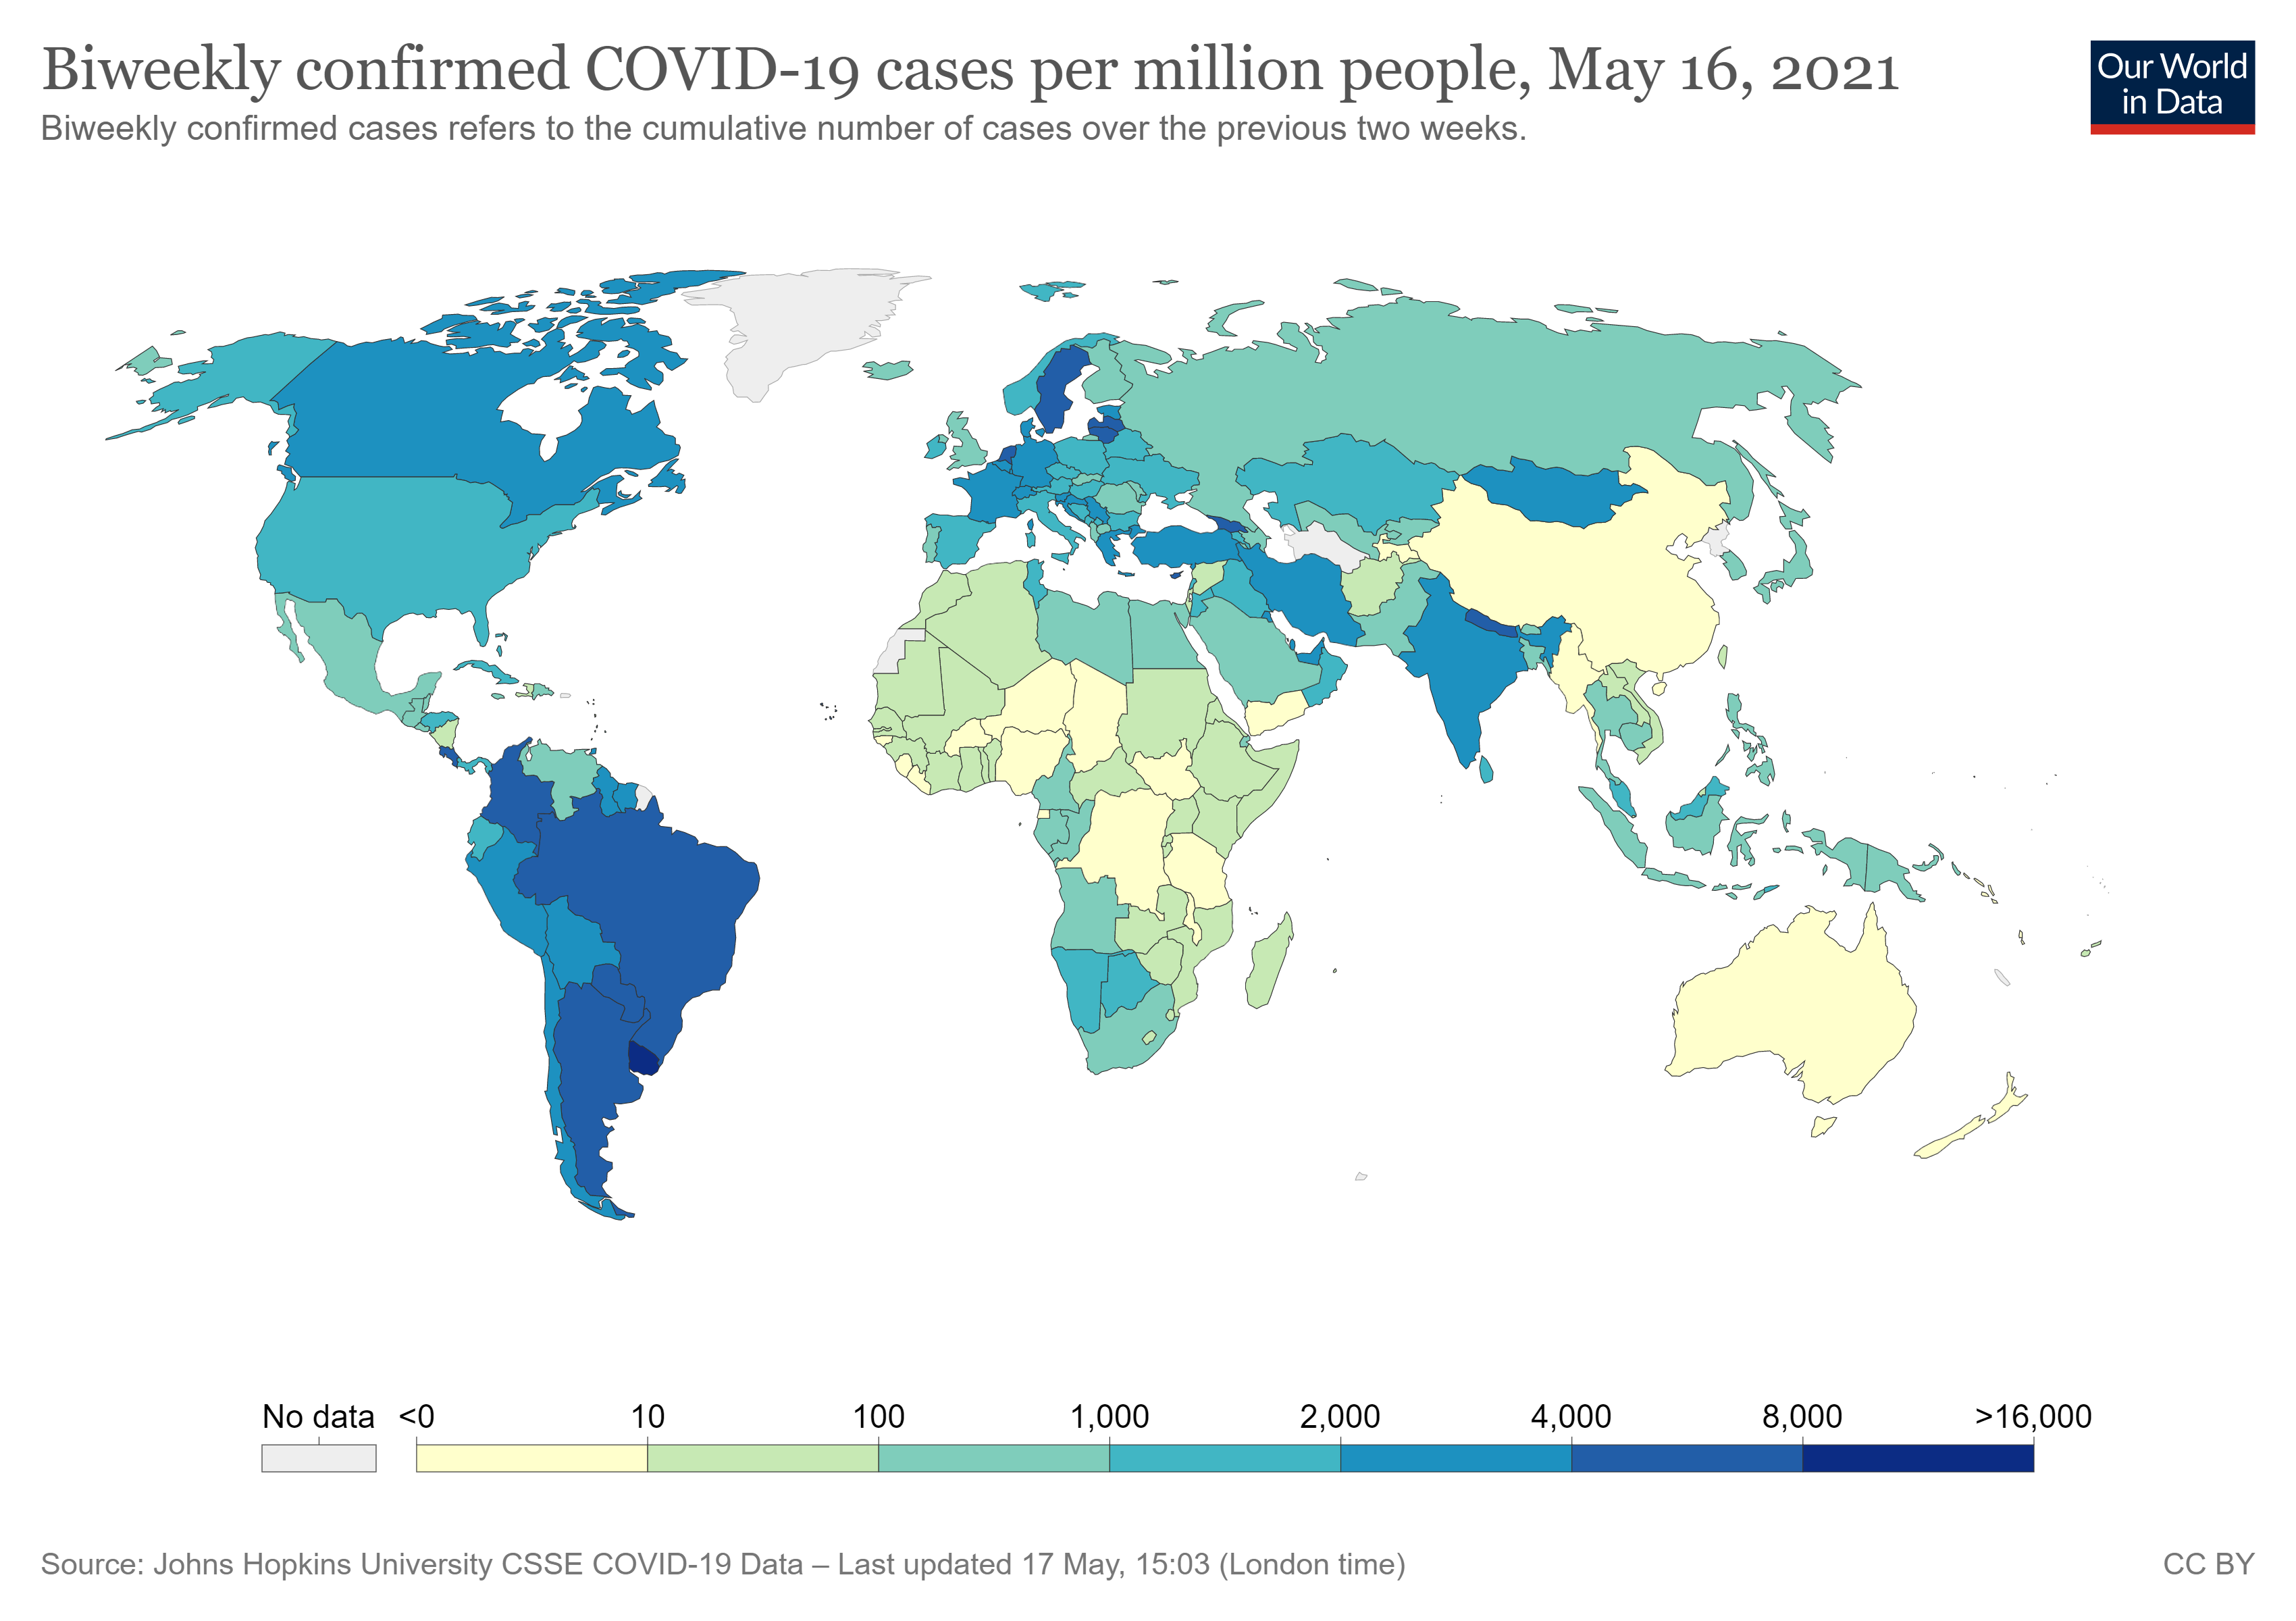 Biweekly confirmed COVID-19 cases per million people, May 16, 2021
Biweekly confirmed cases refers to the cumulative number of cases over the previous two weeks.
Our World
in Data
No data <0 10 100 1,000 2,000 4,000 8,000 >16,000
Source: Johns Hopkins University CSSE COVID-19 Data – Last updated 17 May, 15:03 (London time)
CC BY